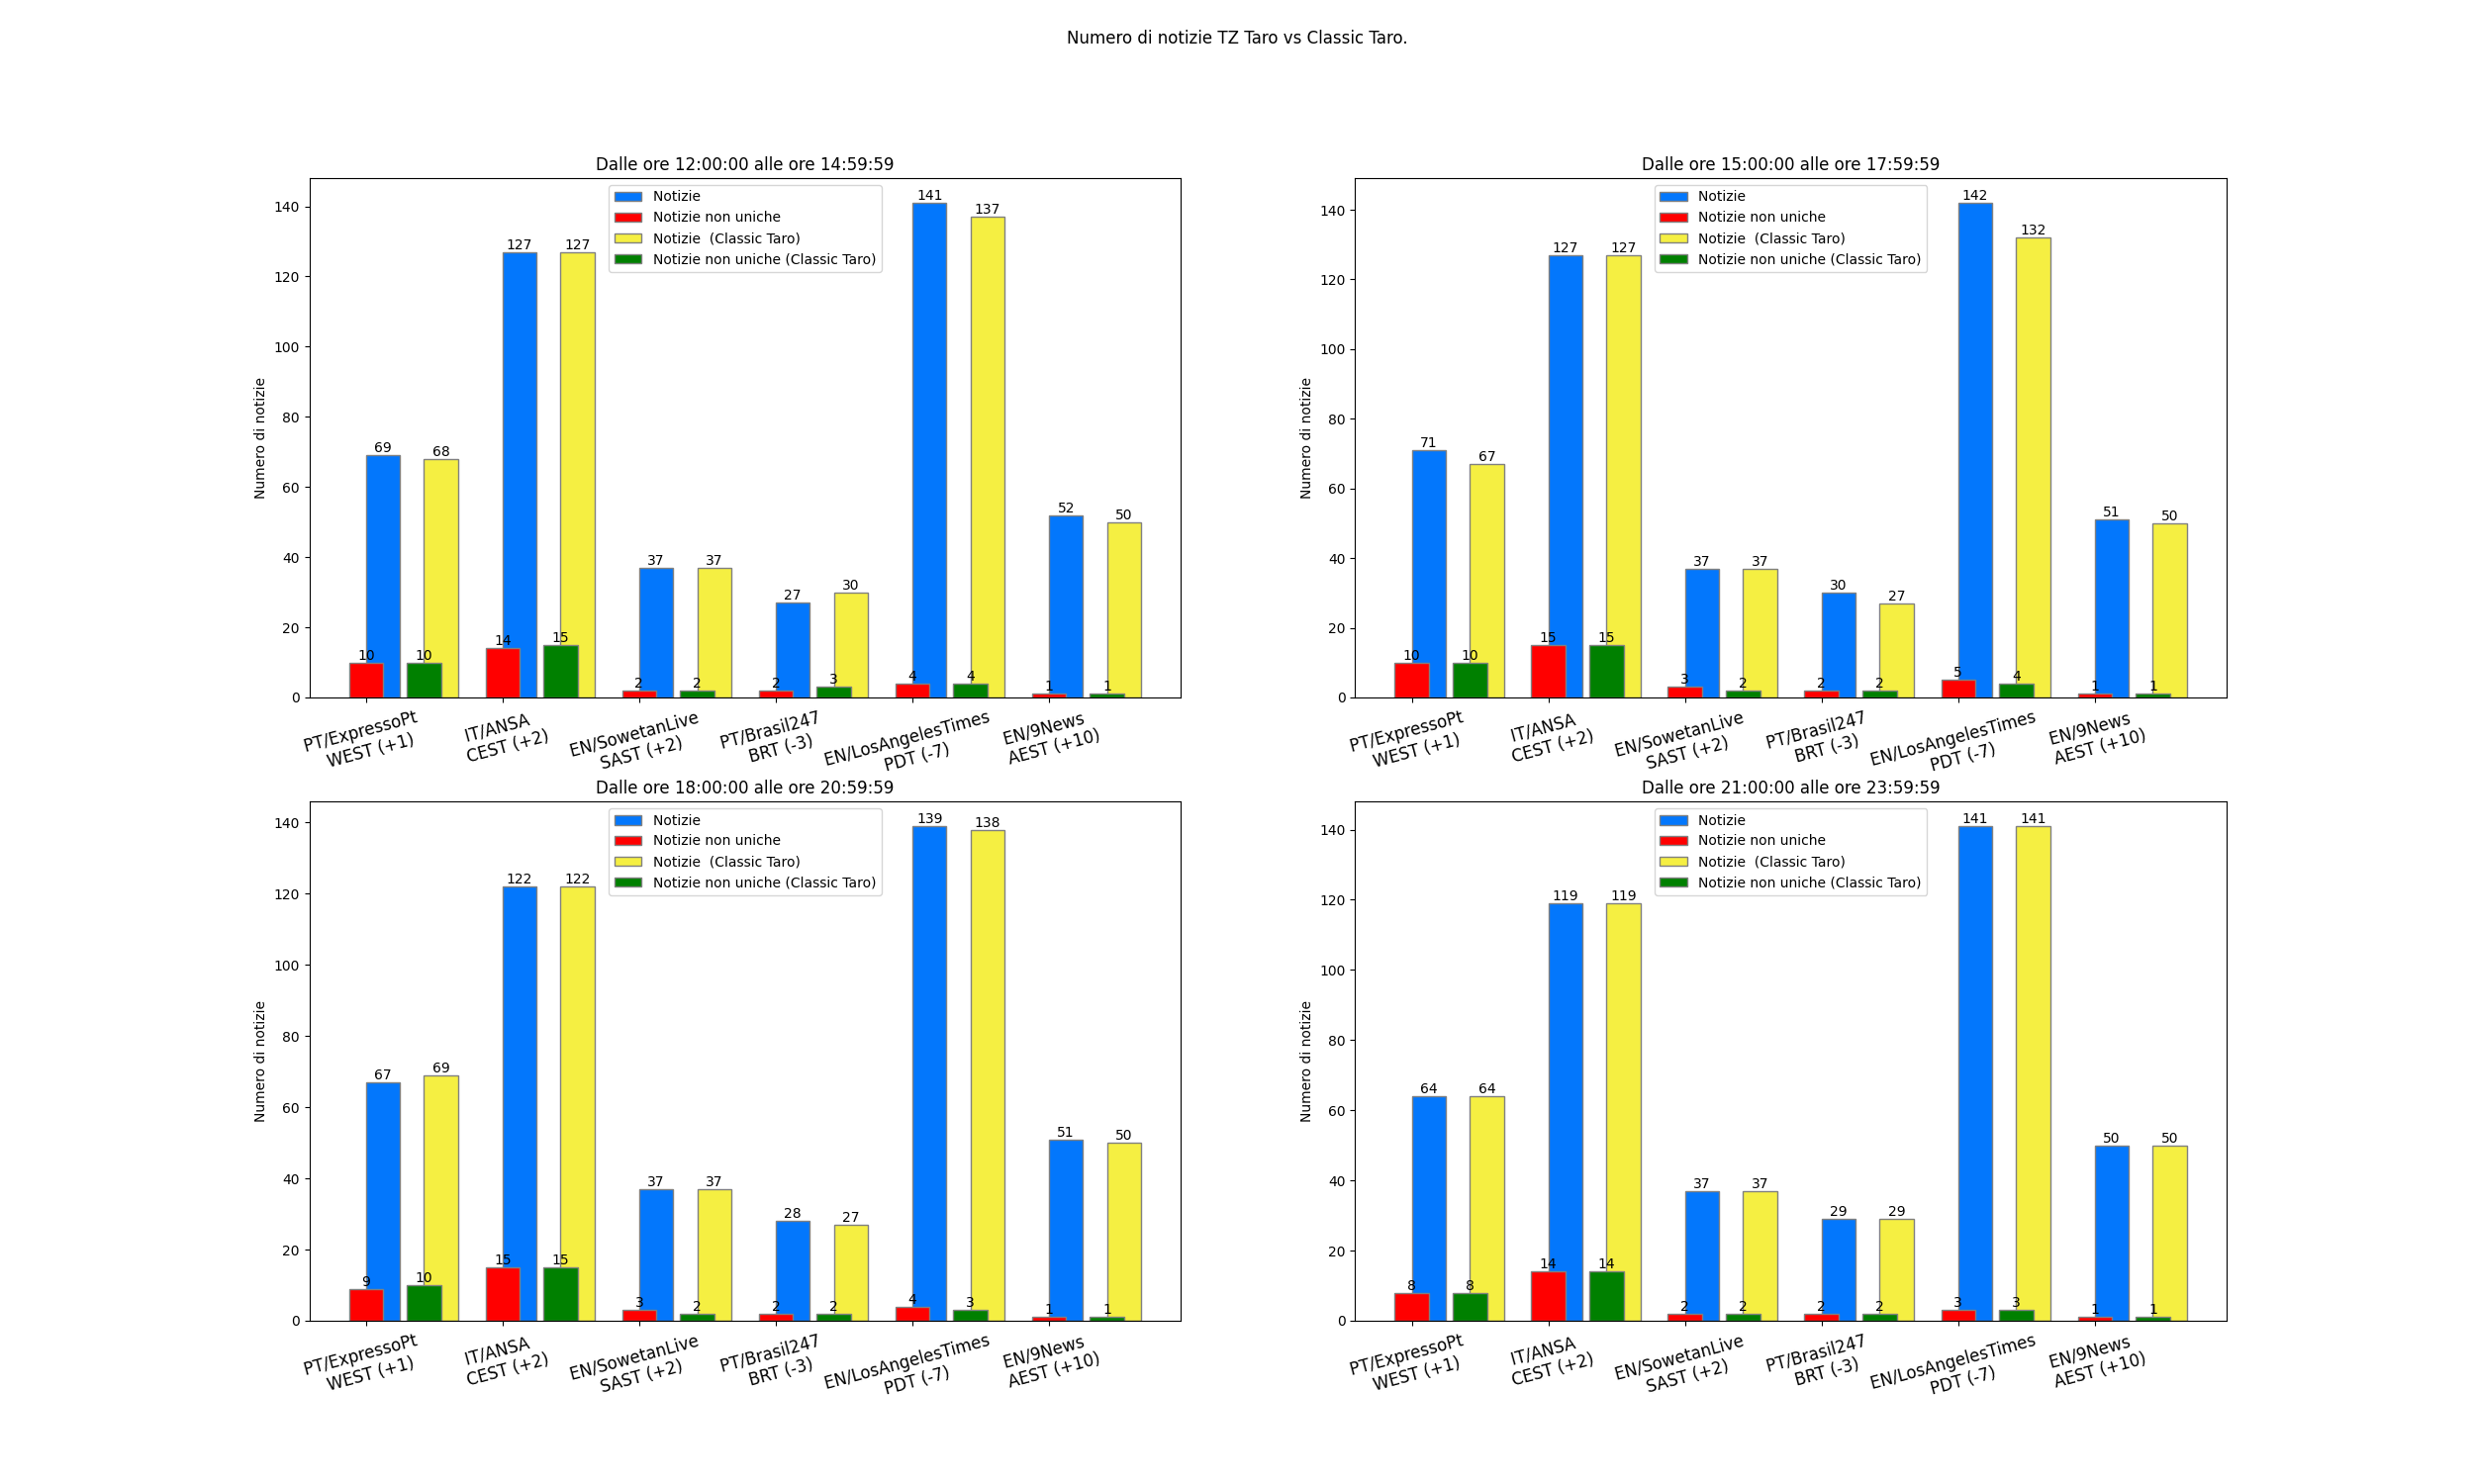 Numero di notizie TZ Taro vs Classic Taro.
Dalle ore 12:00:00 alle ore 14:59:59
Notizie
Notizie non uniche
Notizie  (Classic Taro)
Notizie non uniche (Classic Taro)
Numero di notizie
140
120
100
80
60
40
20
0
69 68 127 127 37 37 27 30 141 137 52 50
10 10 14 15 2 2 2 3 4 4 1 1
PT/ExpressoPt
WEST (+1)
IT/ANSA
CEST (+2)
EN/SowetanLive
SAST (+2)
PT/Brasil247
BRT (-3)
EN/LosAngelesTimes
PDT (-7)
EN/9News
AEST (+10)
Dalle ore 15:00:00 alle ore 17:59:59
Notizie
Notizie non uniche
Notizie  (Classic Taro)
Notizie non uniche (Classic Taro)
Numero di notizie
140
120
100
80
60
40
20
0
71 67 127 127 37 37 30 27 142 132 51 50
10 10 15 15 3 2 2 2 5 4 1 1
PT/ExpressoPt
WEST (+1)
IT/ANSA
CEST (+2)
EN/SowetanLive
SAST (+2)
PT/Brasil247
BRT (-3)
EN/LosAngelesTimes
PDT (-7)
EN/9News
AEST (+10)
Dalle ore 18:00:00 alle ore 20:59:59
Notizie
Notizie non uniche
Notizie  (Classic Taro)
Notizie non uniche (Classic Taro)
Numero di notizie
140
120
100
80
60
40
20
0
67 69 122 122 37 37 28 27 139 138 51 50
9 10 15 15 3 2 2 2 4 3 1 1
PT/ExpressoPt
WEST (+1)
IT/ANSA
CEST (+2)
EN/SowetanLive
SAST (+2)
PT/Brasil247
BRT (-3)
EN/LosAngelesTimes
PDT (-7)
EN/9News
AEST (+10)
Dalle ore 21:00:00 alle ore 23:59:59
Notizie
Notizie non uniche
Notizie  (Classic Taro)
Notizie non uniche (Classic Taro)
Numero di notizie
140
120
100
80
60
40
20
0
64 64 119 119 37 37 29 29 141 141 50 50
8 8 14 14 2 2 2 2 3 3 1 1
PT/ExpressoPt
WEST (+1)
IT/ANSA
CEST (+2)
EN/SowetanLive
SAST (+2)
PT/Brasil247
BRT (-3)
EN/LosAngelesTimes
PDT (-7)
EN/9News
AEST (+10)